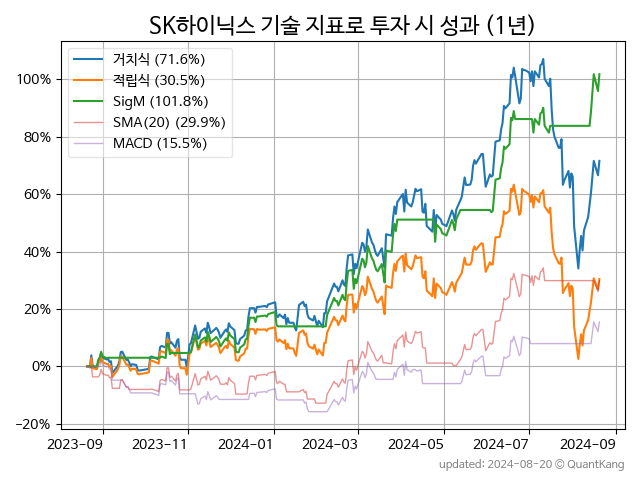 SK하이닉스 기술 지표로 투자 시 성과 (1년)
거치식 (71.6%)
적립식 (30.5%)
SigM (101.8%)
SMA(20) (29.9%)
MACD (15.5%)
100%
80%
60%
40%
20%
0%
−20%
2023-09 2023-11 2024-01 2024-03 2024-05 2024-07 2024-09
updated: 2024-08-20 © QuantKang